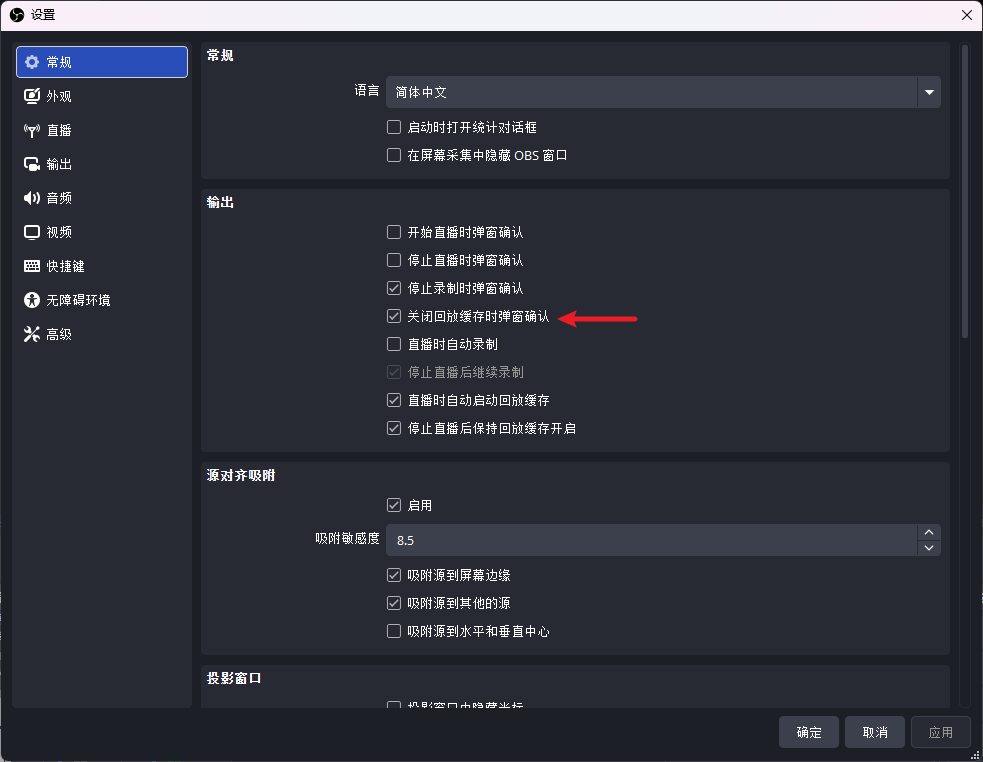 设置
常规
外观
直播
输出
音频
视频
快捷键
无障碍环境
高级
常规
语言 简体中文
启动时打开统计对话框
在屏幕采集中隐藏 OBS 窗口
输出
开始直播时弹窗确认
停止直播时弹窗确认
停止录制时弹窗确认
关闭回放缓存时弹窗确认
直播时自动录制
停止直播后继续录制
直播时自动启动回放缓存
停止直播后保持回放缓存开启
源对齐吸附
启用
吸附敏感度 8.5
吸附源到屏幕边缘
吸附源到其他的源
吸附源到水平和垂直中心
投影窗口
投影窗口中隐藏光标
确定 取消 应用